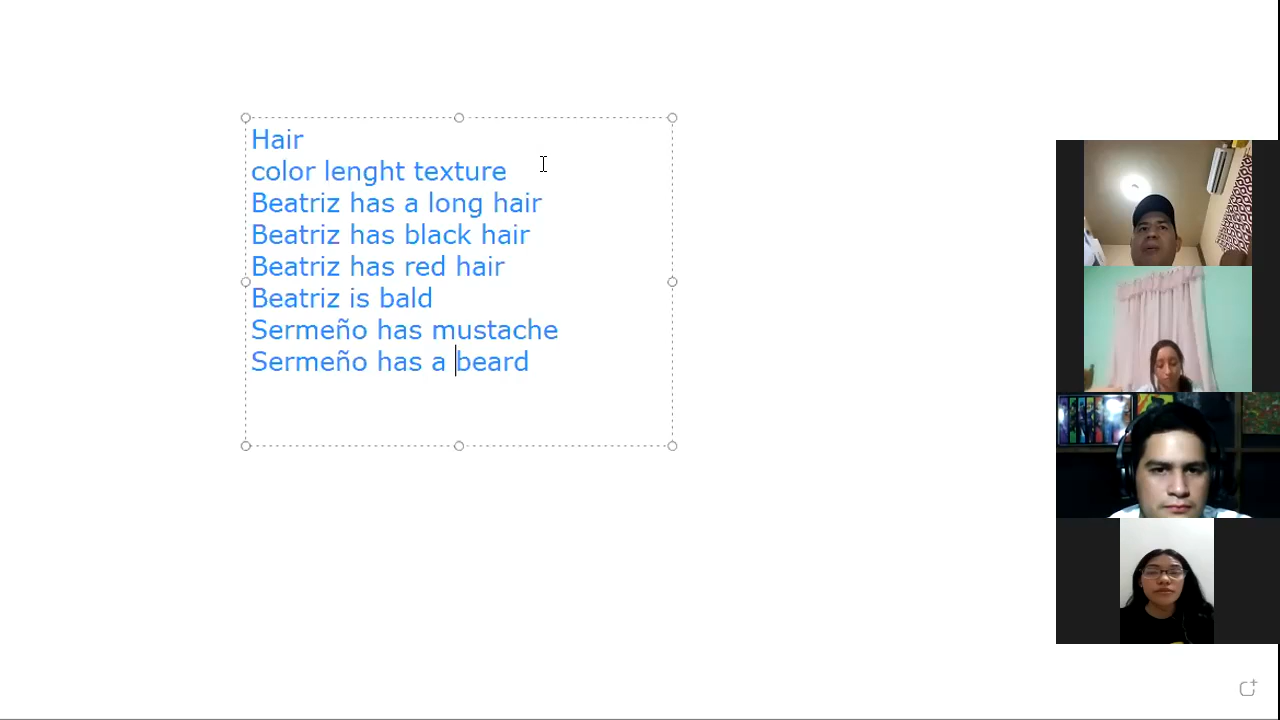 Hair
color lenght texture
Beatriz has a long hair
Beatriz has black hair
Beatriz has red hair
Beatriz is bald
Sermeño has mustache
Sermeño has a beard